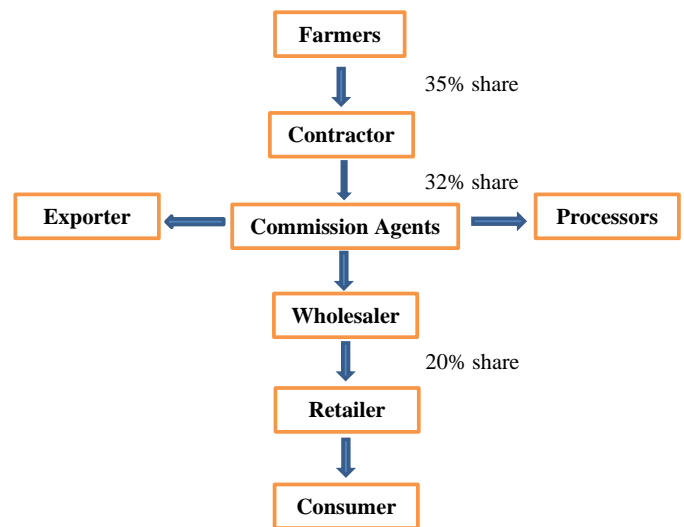 Farmers
35% share
Contractor
32% share
Exporter
Commission Agents
Processors
Wholesaler
20% share
Retailer
Consumer